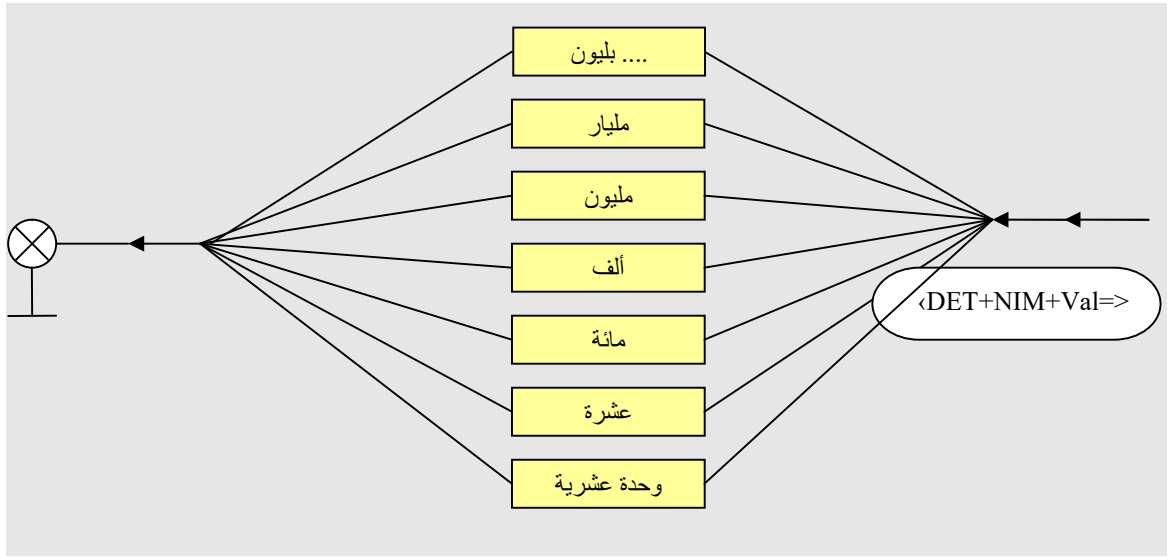 بليون ....
مليار
مليون
ألف
‹DET+NIM+Val=>
مائة
عشرة
وحدة عشرية